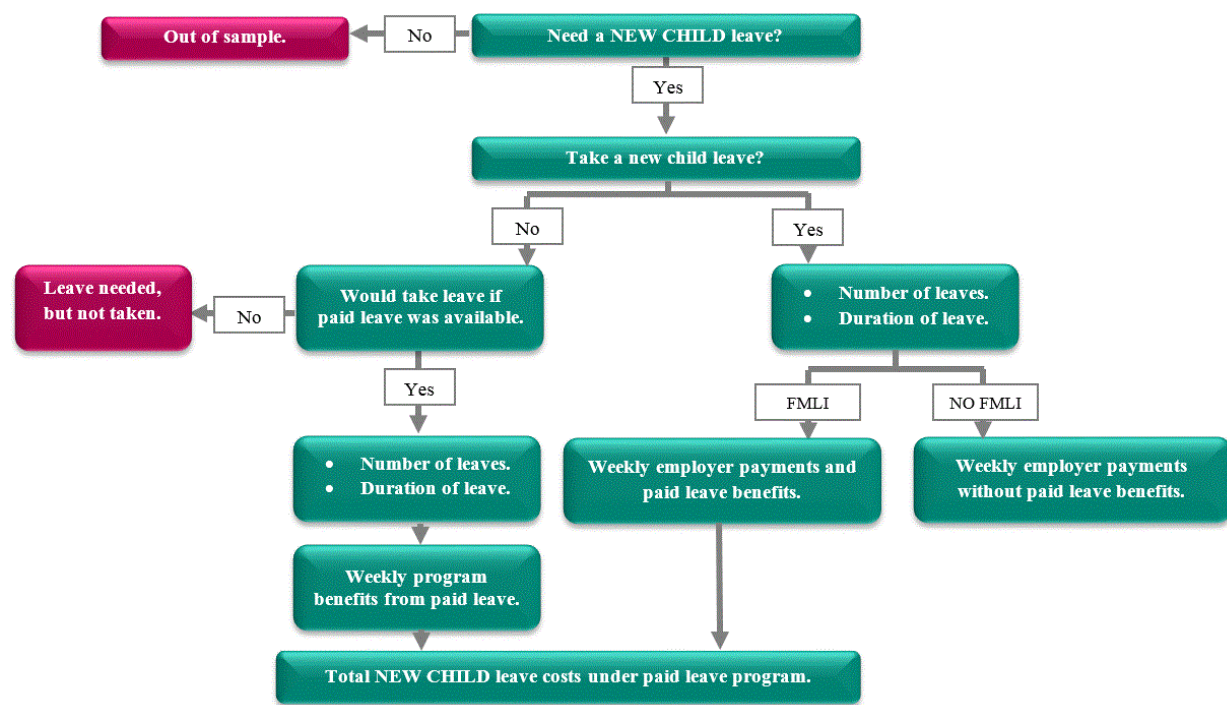 Out of sample.
No
Need a NEW CHILD leave?
Yes
Take a new child leave?
No
Yes
Leave needed,
but not taken.
No
Would take leave if
paid leave was available.
• Number of leaves.
• Duration of leave.
Yes
FMLI
NO FMLI
• Number of leaves.
• Duration of leave.
Weekly employer payments and
paid leave benefits.
Weekly employer payments
without paid leave benefits.
Weekly program
benefits from paid leave.
Total NEW CHILD leave costs under paid leave program.